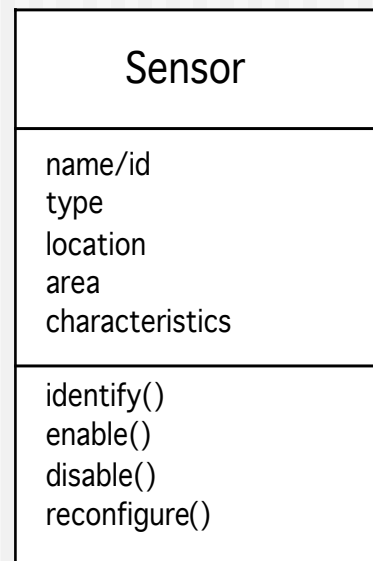 Sensor
name/id
type
location
area
characteristics
identify()
enable()
disable()
reconfigure()